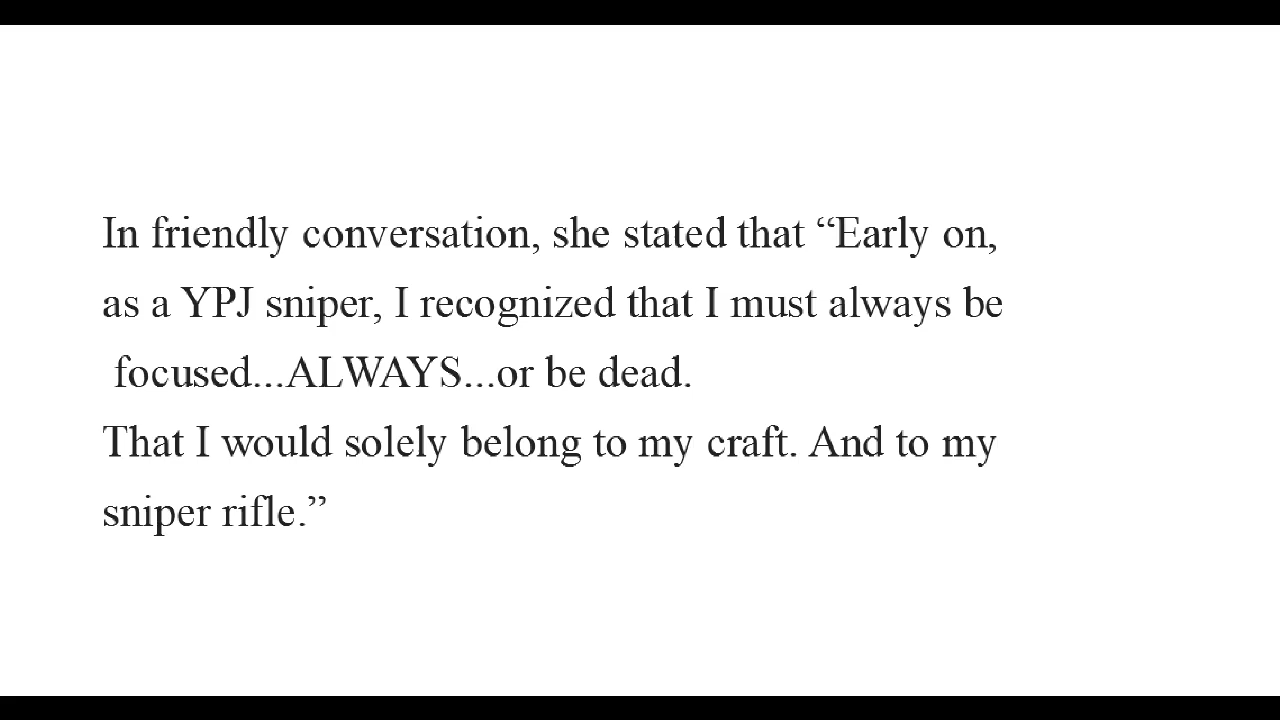 In friendly conversation, she stated that “Early on,
as a YPJ sniper, I recognized that I must always be
focused...ALWAYS...or be dead.
That I would solely belong to my craft. And to my
sniper rifle.”